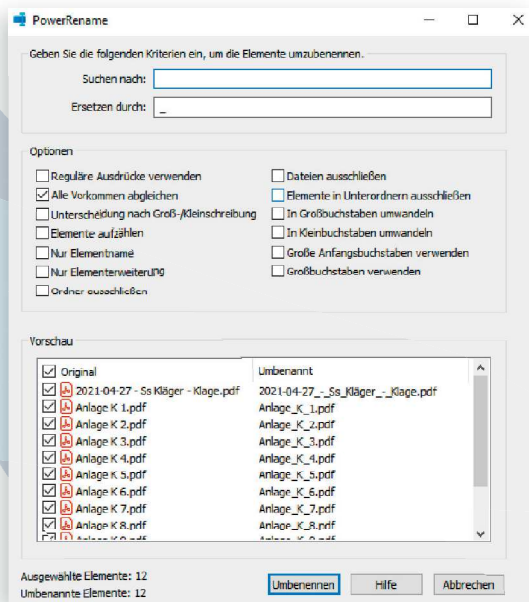 PowerRename
Geben Sie die folgenden Kriterien ein, um die Elemente umzubenennen.
Suchen nach:
Ersetzen durch: _
Optionen
Reguläre Ausdrücke verwenden
Alle Vorkommen abgleichen
Unterscheidung nach Groß-/Kleinschreibung
Elemente aufzählen
Nur Elementname
Nur Elementerweiterung
Ordner ausschließen
Dateien ausschließen
Elemente in Unterordnern ausschließen
In Großbuchstaben umwandeln
In Kleinbuchstaben umwandeln
Große Anfangsbuchstaben verwenden
Großbuchstaben verwenden
Vorschau
Original Umbenannt
2021-04-27 - Ss Kläger - Klage.pdf 2021-04-27_-_Ss_Kläger_-_Klage.pdf
Anlage K 1.pdf Anlage_K_1.pdf
Anlage K 2.pdf Anlage_K_2.pdf
Anlage K 3.pdf Anlage_K_3.pdf
Anlage K 4.pdf Anlage_K_4.pdf
Anlage K 5.pdf Anlage_K_5.pdf
Anlage K 6.pdf Anlage_K_6.pdf
Anlage K 7.pdf Anlage_K_7.pdf
Anlage K 8.pdf Anlage_K_8.pdf
Anlage K 9.pdf Anlage_K_9.pdf
Ausgewählte Elemente: 12
Umbenannte Elemente: 12
Umbenennen Hilfe Abbrechen